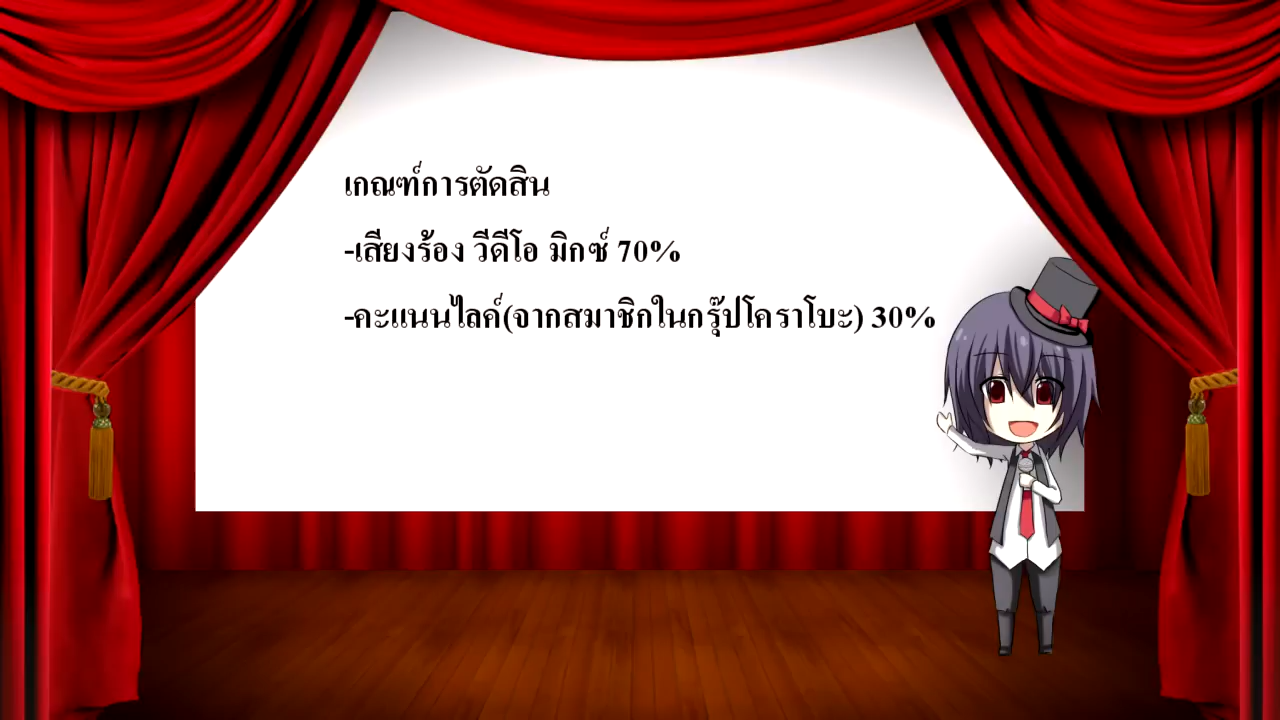 เกณฑ์การตัดสิน
-เสียงร้อง วีดีโอ มิกซ์ 70%
-คะแนนไลค์(จากสมาชิกในกรุ๊ปโคราโบะ) 30%